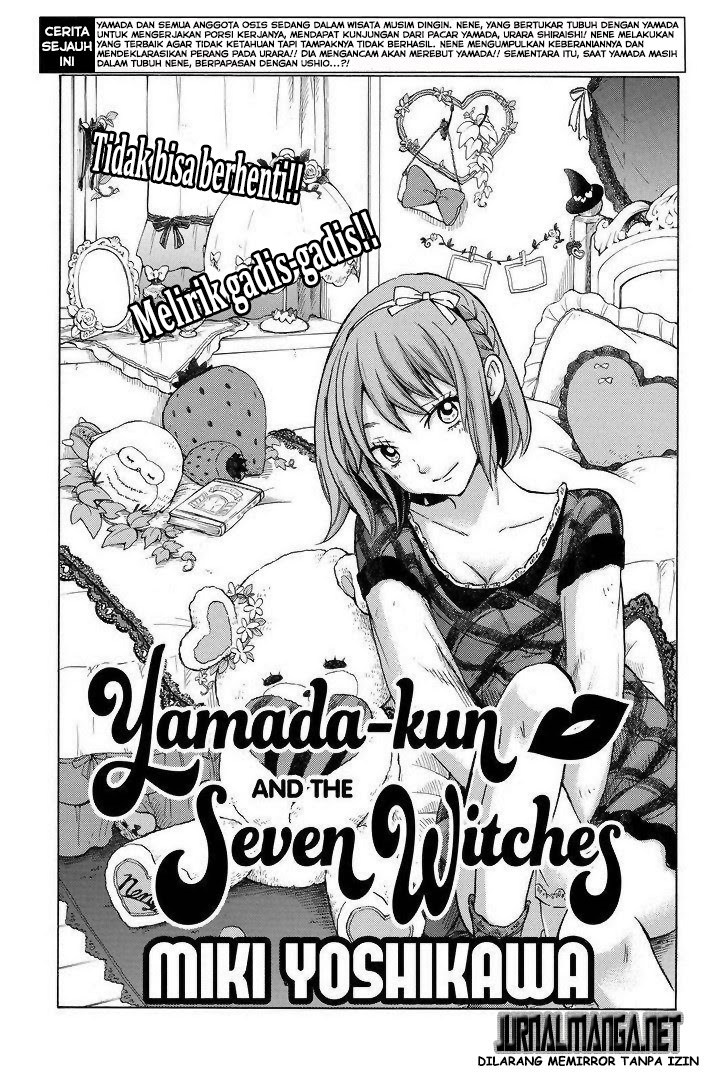 CERITA
SEJAUH
INI
YAMADA DAN SEMUA ANGGOTA OSIS SEDANG DALAM WISATA MUSIM DINGIN. NENE, YANG BERTUKAR TUBUH DENGAN YAMADA
UNTUK MENGERJAKAN PORSI KERJANYA, MENDAPAT KUNJUNGAN DARI PACAR YAMADA, URARA SHIRAISHI! NENE MELAKUKAN
YANG TERBAIK AGAR TIDAK KETAHUAN TAPI TAMPAKNYA TIDAK BERHASIL. NENE MENGUMPULKAN KEBERANIANNYA DAN
MENDEKLARASIKAN PERANG PADA URARA!! DIA MENGANCAM AKAN MEREBUT YAMADA!! SEMENTARA ITU, SAAT YAMADA MASIH
DALAM TUBUH NENE, BERPAPASAN DENGAN USHIO...?!
Tidak bisa berhenti!!
Melirik gadis-gadis!!
Yamada-kun
AND THE
Seven Witches
MIKI YOSHIKAWA
JURNALMANGA.NET
DILARANG MEMIRROR TANPA IZIN